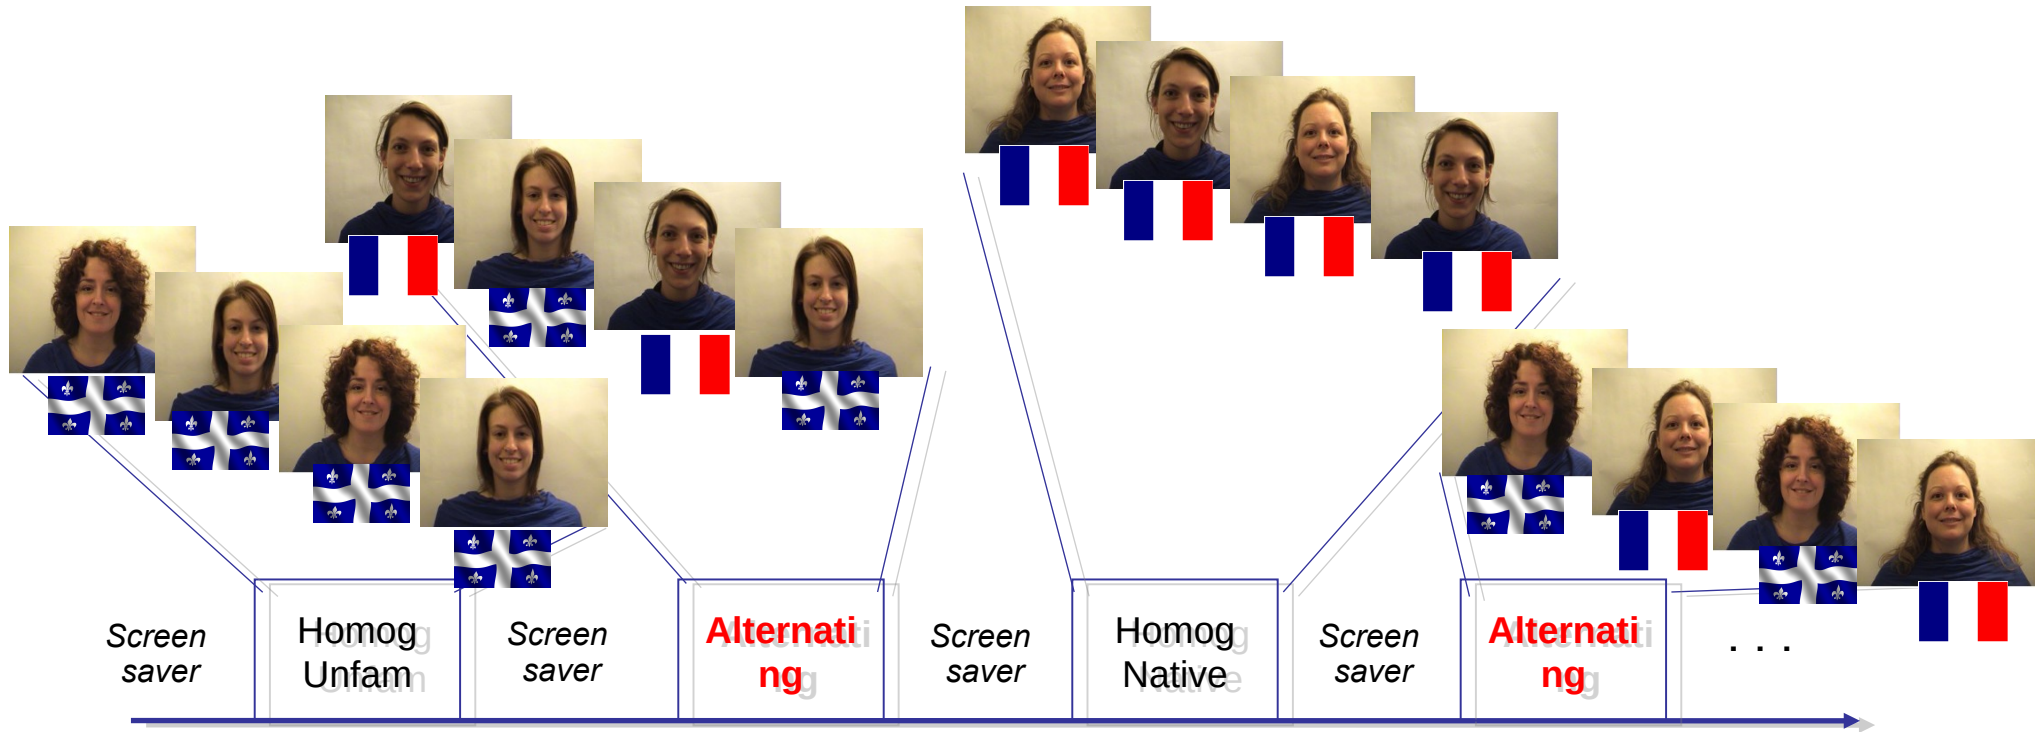 Screen
saver
Homog
Unfam
Screen
saver
Alternati
ng
Screen
saver
Homog
Native
Screen
saver
Alternati
ng
. . .